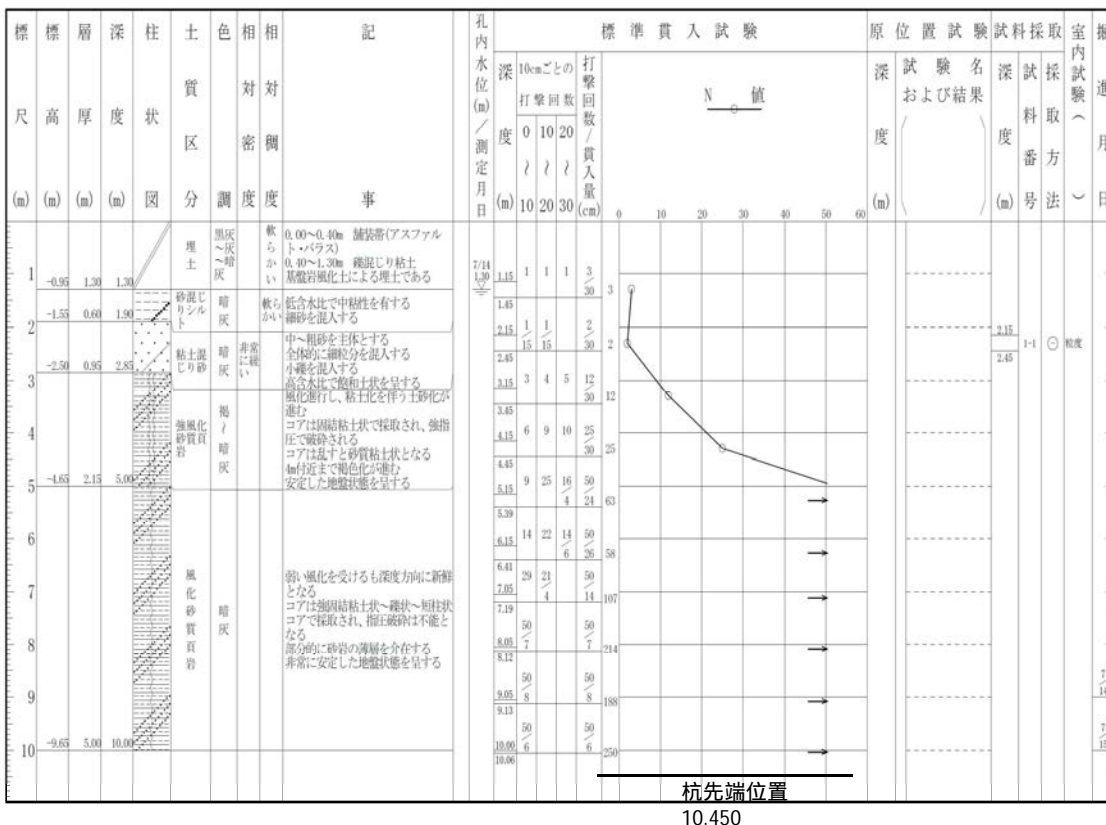 標尺(m)
標高(m)
層厚(m)
深度(m)
柱状図
土質区分
色調
相対密度
相対稠度
記事
孔内水位(m)/測定月日
標準貫入試験
深度(m)
10cmごとの打撃回数
0~10
10~20
20~30
打撃回数/貫入量(cm)
N 値
0 10 20 30 40 50 60
原位置試験
深度(m)
試験名および結果
試料採取
深度(m)
試料番号
採取方法
室内試験()
掘進月日
1
-0.95 1.30 1.30
埋土
黒灰~灰~暗灰
軟らかい
0.00~0.40m 舗装帯(アスファルト・バラス)
0.40~1.30m 礫混じり粘土
基盤岩風化土による埋土である
7/14
1.30
1.15 1 1 1 3/30 3
1.45
2
-1.55 0.60 1.90
砂混じりシルト
暗灰
軟らかい
低含水比で中粘性を有する
細砂を混入する
2.15 1/15 1/15 2/30 2
2.45
2.15
2.45
1-1
粒度
3
-2.50 0.95 2.85
粘土混じり砂
暗灰
非常に緩い
中~粗砂を主体とする
全体的に細粒分を混入する
小礫を混入する
高含水比で飽和土状を呈する
3.15 3 4 5 12/30 12
3.45
4
強風化砂質頁岩
褐~暗灰
風化進行し、粘土化を伴う土砂化が
進む
コアは固結粘土状で採取され、強指
圧で破砕される
コアは乱すと砂質粘土状となる
4m付近まで褐色化が進む
安定した地盤状態を呈する
4.15 6 9 10 25/30 25
4.45
5
-4.65 2.15 5.00
5.15 9 25 16/4 50/24 63
5.39
6
6.15 14 22 14/6 50/26 58
6.41
7
風化砂質頁岩
暗灰
弱い風化を受けるも深度方向に新鮮
となる
コアは強固結粘土状~礫状~短柱状
コアで採取され、指圧破砕は不能と
なる
部分的に砂岩の薄層を介在する
非常に安定した地盤状態を呈する
7.05 29 21/4 50/14 107
7.19
8
8.05 50/7 50/7 214
8.12
9
9.05 50/8 50/8 188
9.13
7/14
10
-9.65 5.00 10.00
10.00 50/6 50/6 250
10.06
7/15
杭先端位置
10.450